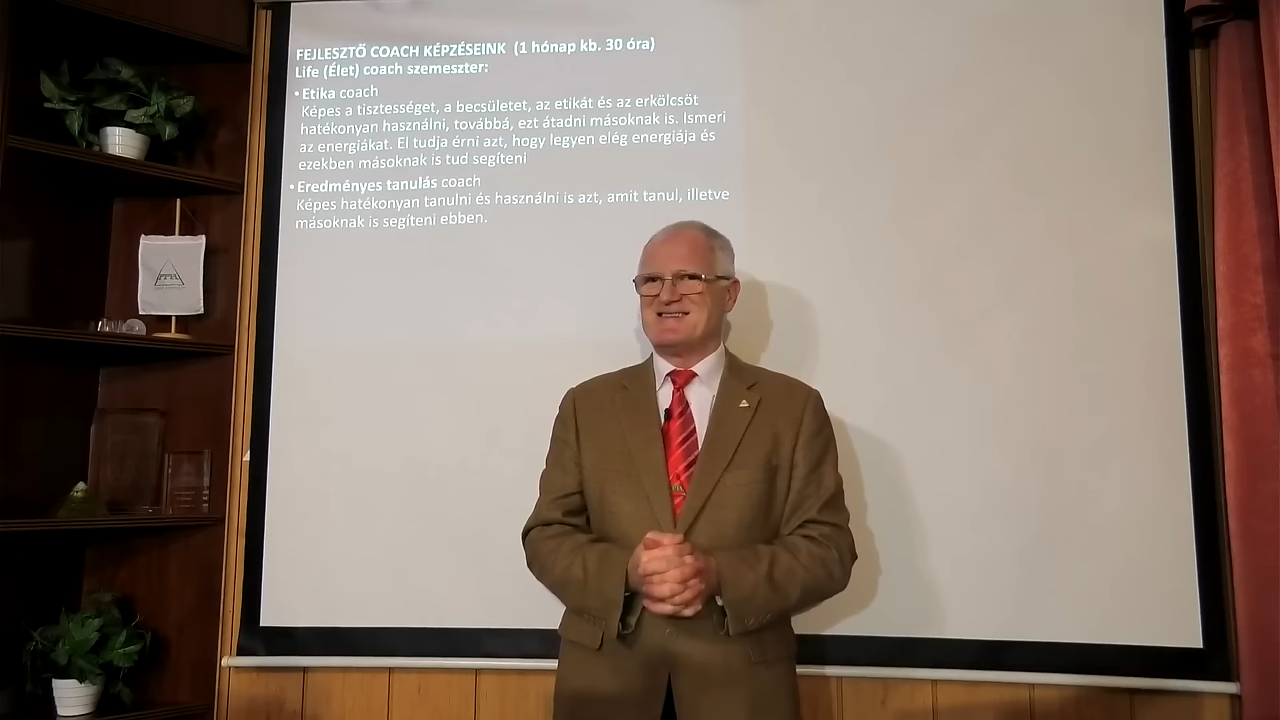 FEJLESZTŐ COACH KÉPZÉSEINK (1 hónap kb. 30 óra)
Life (Élet) coach szemeszter:
• Etika coach
Képes a tisztességet, a becsületet, az etikát és az erkölcsöt
hatékonyan használni, továbbá, ezt átadni másoknak is. Ismeri
az energiákat. El tudja érni azt, hogy legyen elég energiája és
ezekben másoknak is tud segíteni
• Eredményes tanulás coach
Képes hatékonyan tanulni és használni is azt, amit tanul, illetve
másoknak is segíteni ebben.